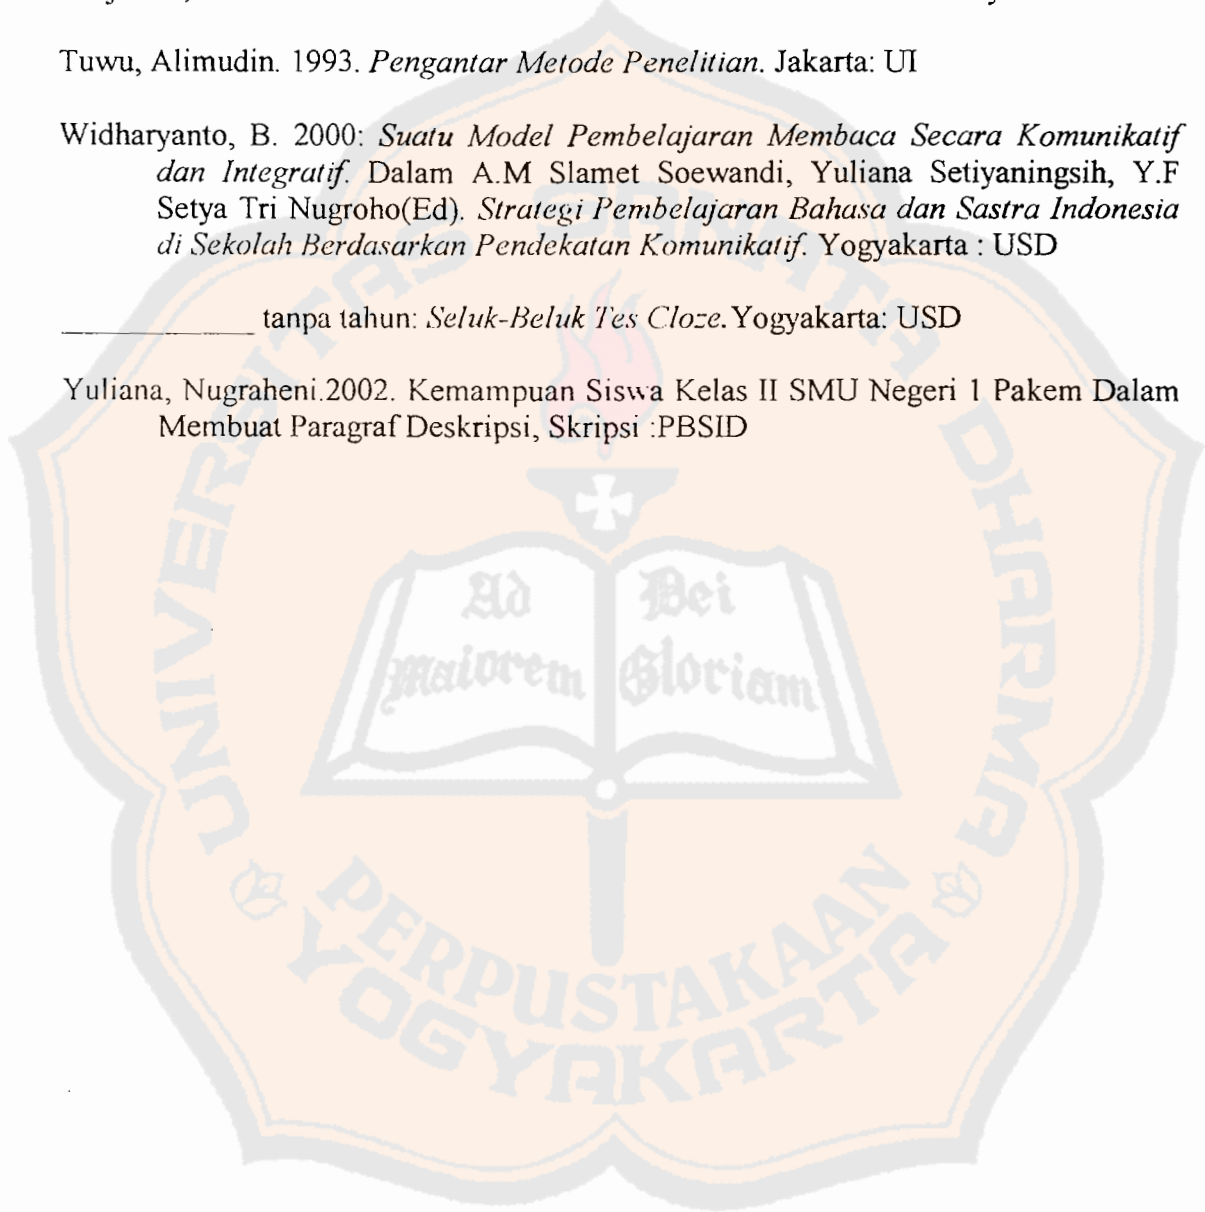 Tuwu, Alimudin. 1993. Pengantar Metode Penelitian. Jakarta: UI
Widharyanto, B. 2000: Suatu Model Pembelajaran Membaca Secara Komunikatif
dan Integratif. Dalam A.M Slamet Soewandi, Yuliana Setiyaningsih, Y.F
Setya Tri Nugroho(Ed). Strategi Pembelajaran Bahasa dan Sastra Indonesia
di Sekolah Berdasarkan Pendekatan Komunikatif. Yogyakarta : USD
______________ tanpa tahun: Seluk-Beluk Tes Cloze. Yogyakarta: USD
Yuliana, Nugraheni.2002. Kemampuan Siswa Kelas II SMU Negeri 1 Pakem Dalam
Membuat Paragraf Deskripsi, Skripsi :PBSID
UNIVERSITAS SANATA DHARMA
Ad Dei
maiorem Gloriam
PERPUSTAKAAN
YOGYAKARTA